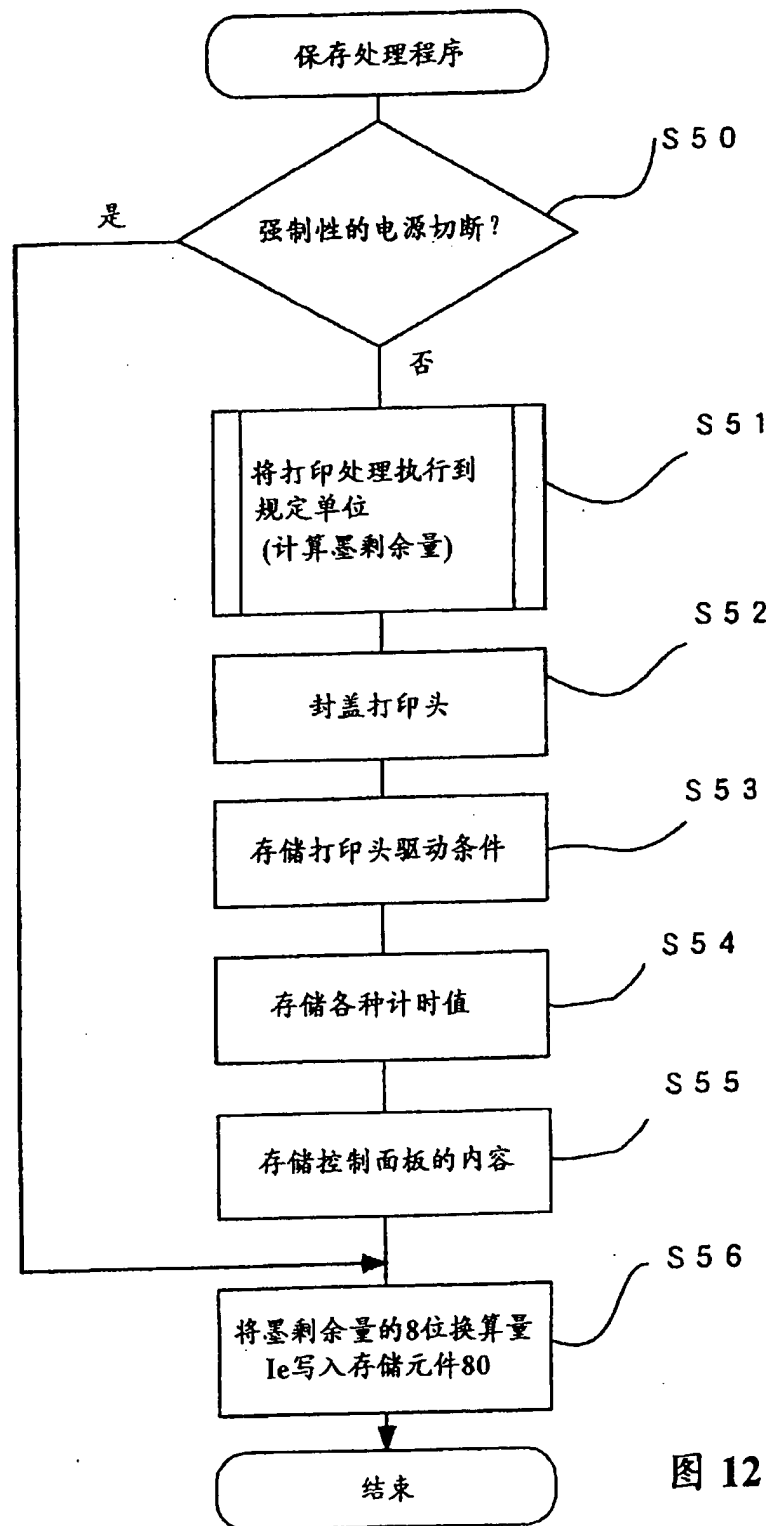 保存处理程序
S50
强制性的电源切断?
是
否
S51
将打印处理执行到
规定单位
(计算墨剩余量)
S52
封盖打印头
S53
存储打印头驱动条件
S54
存储各种计时值
S55
存储控制面板的内容
S56
将墨剩余量的8位换算量
Ie写入存储元件80
结束
图 12